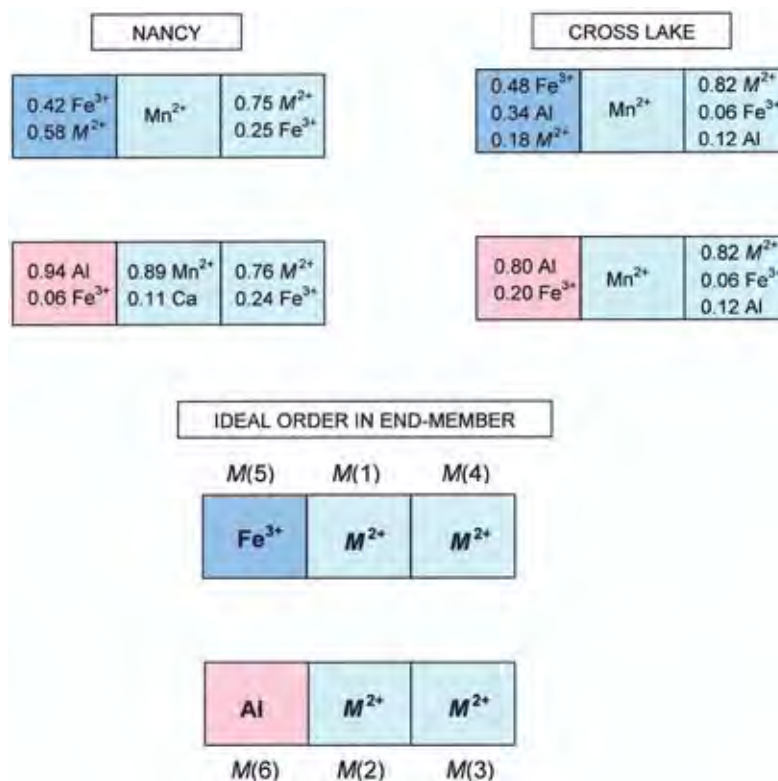 NANCY
CROSS LAKE
0.42 Fe³⁺
0.58 M²⁺
Mn²⁺
0.75 M²⁺
0.25 Fe³⁺
0.48 Fe³⁺
0.34 Al
0.18 M²⁺
Mn²⁺
0.82 M²⁺
0.06 Fe³⁺
0.12 Al
0.94 Al
0.06 Fe³⁺
0.89 Mn²⁺
0.11 Ca
0.76 M²⁺
0.24 Fe³⁺
0.80 Al
0.20 Fe³⁺
Mn²⁺
0.82 M²⁺
0.06 Fe³⁺
0.12 Al
IDEAL ORDER IN END-MEMBER
M(5) M(1) M(4)
Fe³⁺ M²⁺ M²⁺
Al M²⁺ M²⁺
M(6) M(2) M(3)